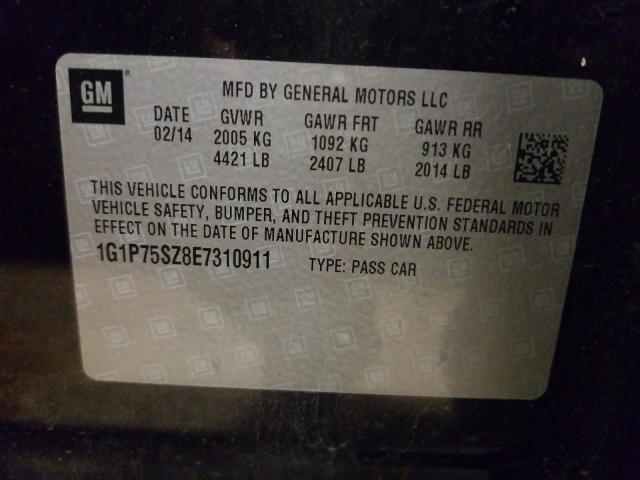 GM
MFD BY GENERAL MOTORS LLC
DATE GVWR GAWR FRT GAWR RR
02/14 2005 KG 1092 KG 913 KG
4421 LB 2407 LB 2014 LB
THIS VEHICLE CONFORMS TO ALL APPLICABLE U.S. FEDERAL MOTOR
VEHICLE SAFETY, BUMPER, AND THEFT PREVENTION STANDARDS IN
EFFECT ON THE DATE OF MANUFACTURE SHOWN ABOVE.
1G1P75SZ8E7310911 TYPE: PASS CAR